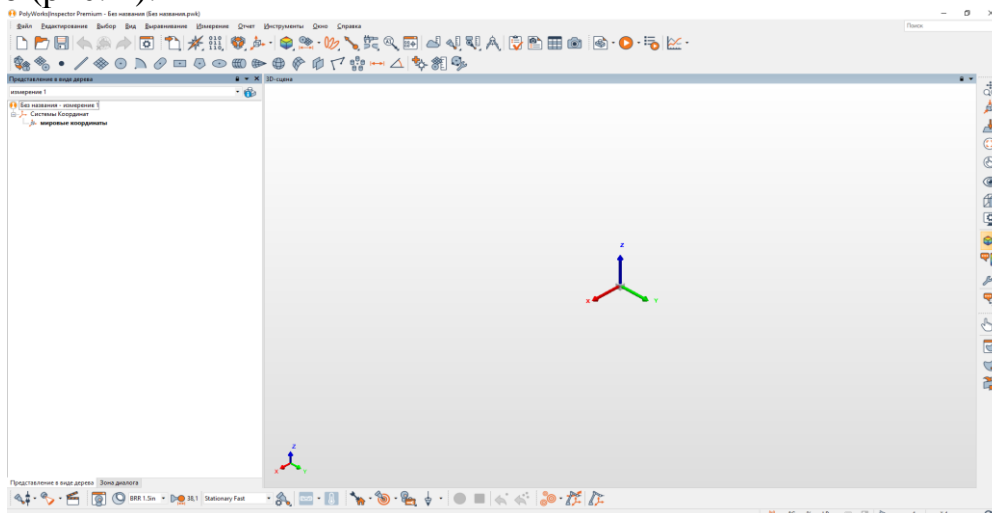 PolyWorks|Inspector Premium - Без названия (Без названия.pwk)
Файл Редактирование Выбор Вид Выравнивание Измерение Отчет Инструменты Окно Справка
Поиск
Представление в виде дерева
3D-сцена
измерение 1
Без названия - измерение 1
Системы Координат
мировые координаты
Z
X
Y
Z
X
Y
Представление в виде дерева Зона диалога
BRR 1.5in 38,1 Stationary Fast